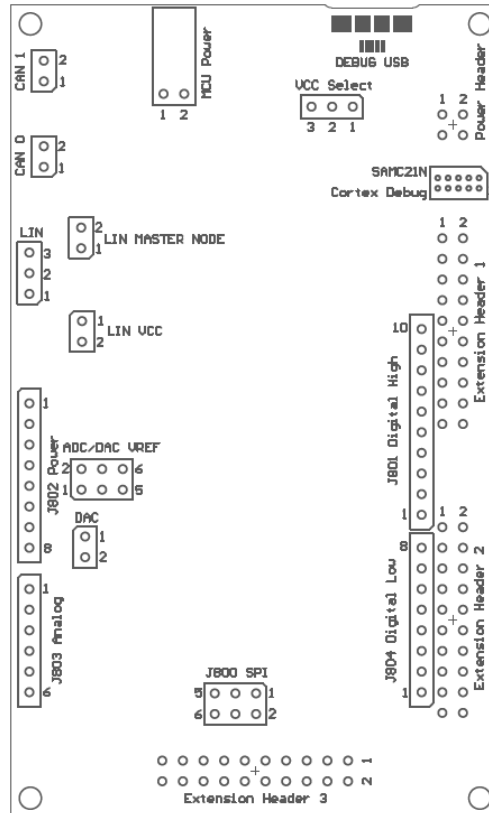 DEBUG USB
MCU Power
1 2
CAN 1
2
1
VCC Select
3 2 1
Power Header
1 2
CAN 0
2
1
SAMC21N
Cortex Debug
LIN
3
2
1
2
1
LIN MASTER NODE
1 2
Extension Header 1
1
2
LIN VCC
10
J801 Digital High
1
1
J802 Power
8
ADC/DAC VREF
2 6
1 5
DAC
1
2
1 2
Extension Header 2
8
J804 Digital Low
1
1
J803 Analog
6
J800 SPI
5 1
6 2
1
2
Extension Header 3